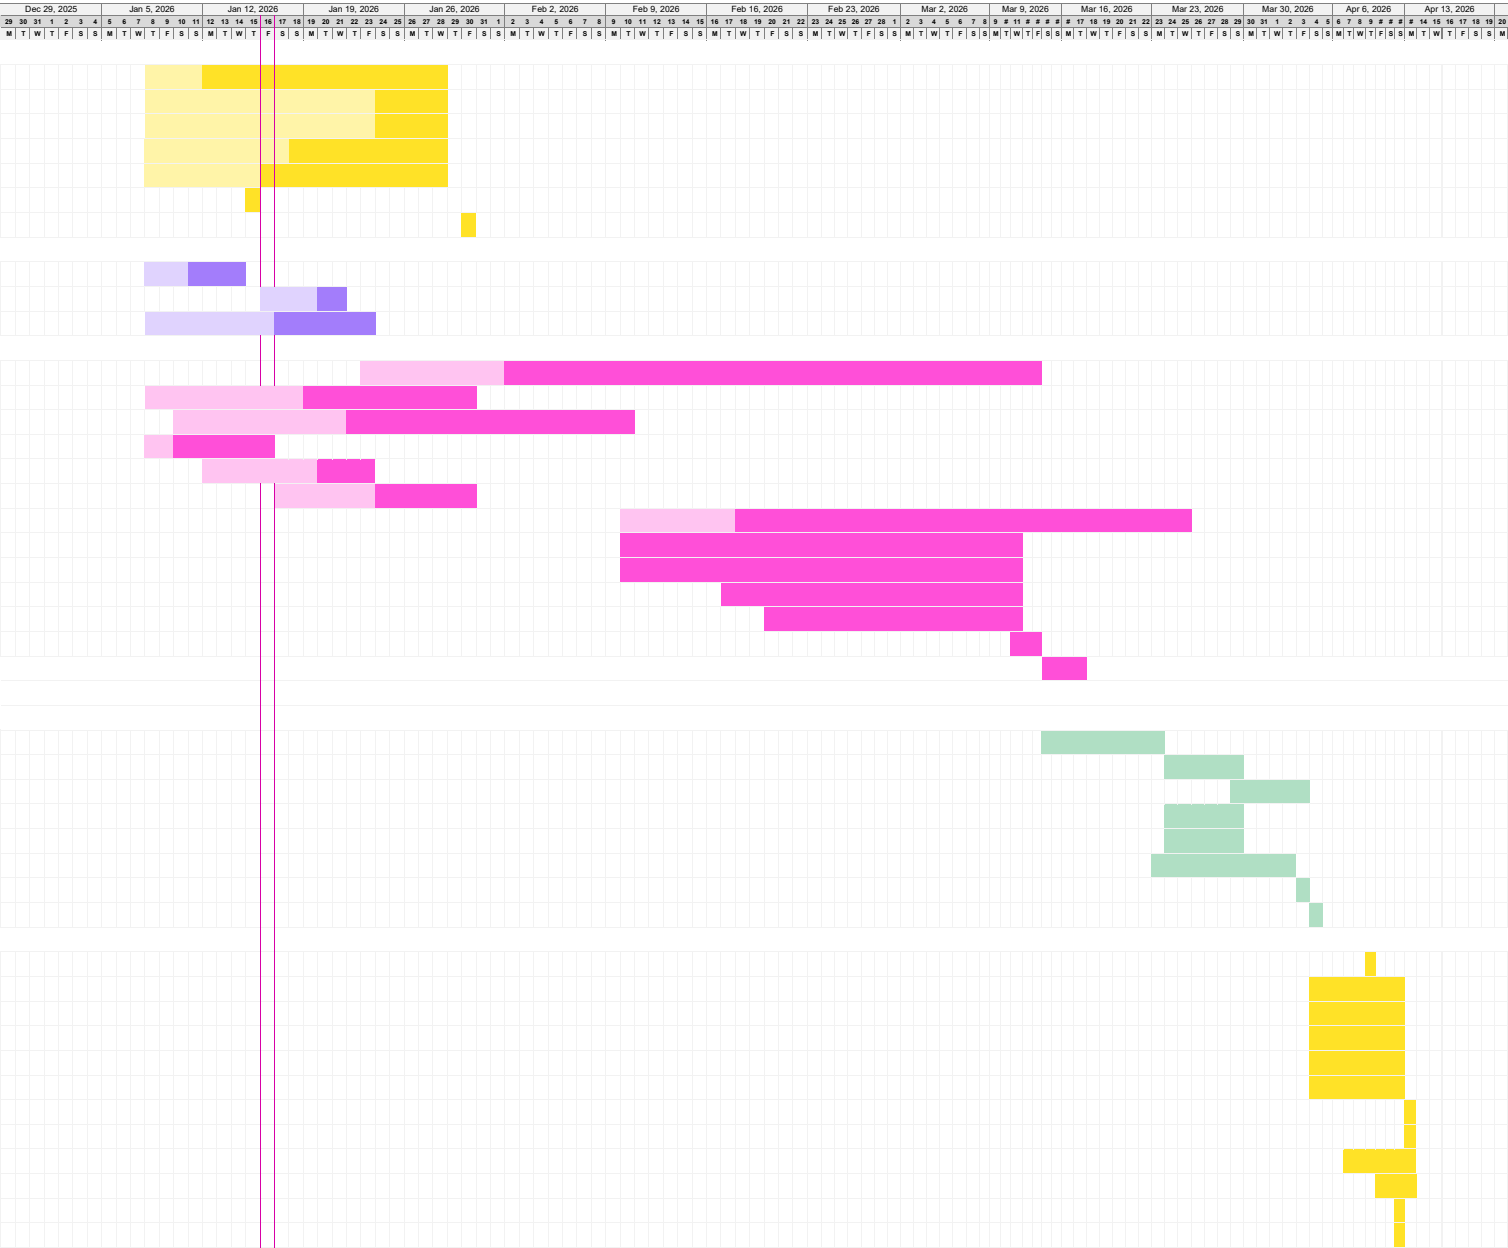 Dec 29, 2025 Jan 5, 2026 Jan 12, 2026 Jan 19, 2026 Jan 26, 2026 Feb 2, 2026 Feb 9, 2026 Feb 16, 2026 Feb 23, 2026 Mar 2, 2026 Mar 9, 2026 Mar 16, 2026 Mar 23, 2026 Mar 30, 2026 Apr 6, 2026 Apr 13, 2026
29 30 31 1 2 3 4 5 6 7 8 9 10 11 12 13 14 15 16 17 18 19 20 21 22 23 24 25 26 27 28 29 30 31 1 2 3 4 5 6 7 8 9 # 10 11 12 13 14 15 16 17 18 19 20 21 22 23 24 25 26 27 28 1 2 3 4 5 6 7 8 9 # 11 # # # # # 17 18 19 20 21 22 23 24 25 26 27 28 29 30 31 1 2 3 4 5 6 7 8 9 # # # # 14 15 16 17 18 19 20
M T W T F S S M T W T F S S M T W T F S S M T W T F S S M T W T F S S M T W T F S S M T W T F S S M T W T F S S M T W T F S S M T W T F S S M T W T F S S M T W T F S S M T W T F S S M T W T F S S M T W T F S S M T W T F S S M